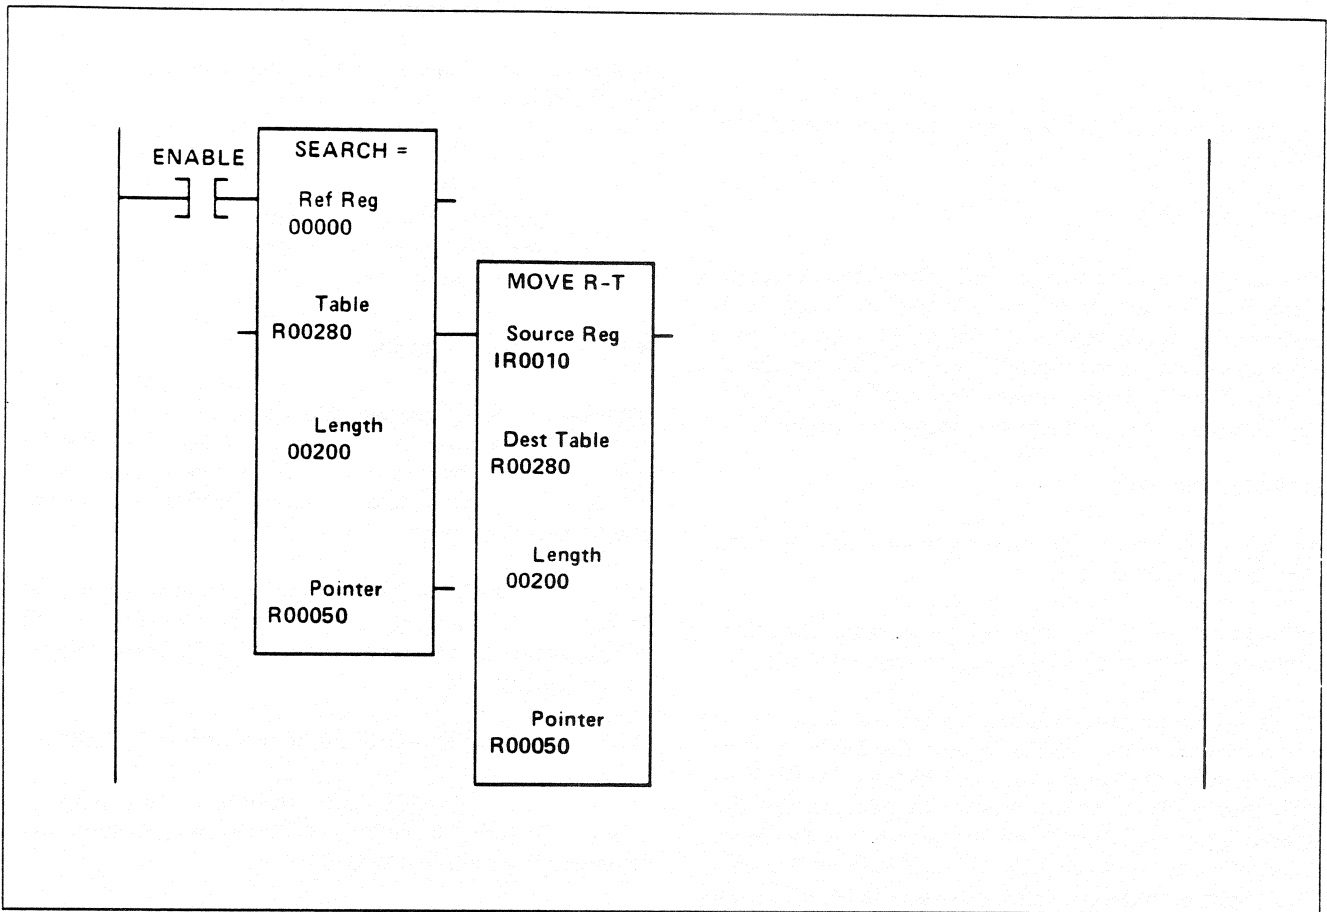 ENABLE
SEARCH =
Ref Reg
00000
Table
R00280
Length
00200
Pointer
R00050
MOVE R-T
Source Reg
IR0010
Dest Table
R00280
Length
00200
Pointer
R00050